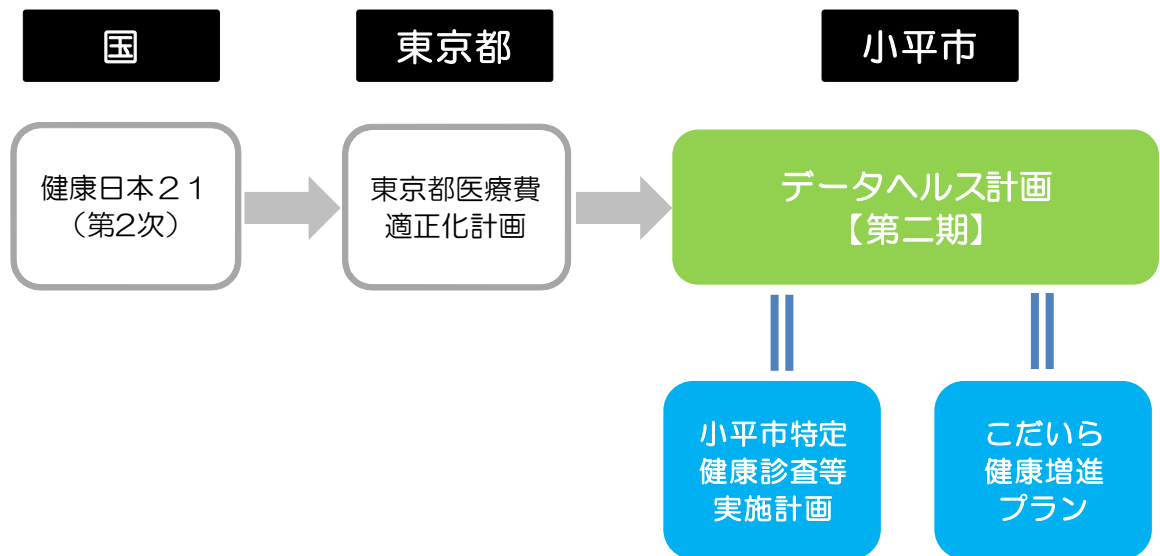 国
東京都
小平市
健康日本２１
（第2次）
東京都医療費
適正化計画
データヘルス計画
【第二期】
小平市特定
健康診査等
実施計画
こだいら
健康増進
プラン